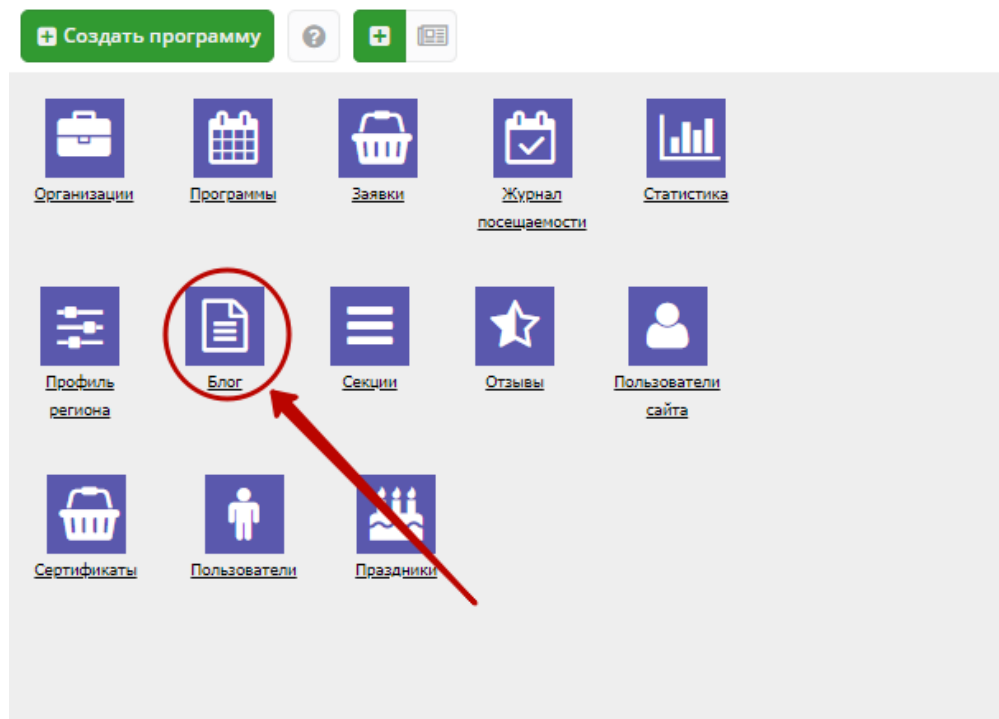 Создать программу
Организации
Программы
Заявки
Журнал
посещаемости
Статистика
Профиль
региона
Блог
Секции
Отзывы
Пользователи
сайта
Сертификаты
Пользователи
Праздники